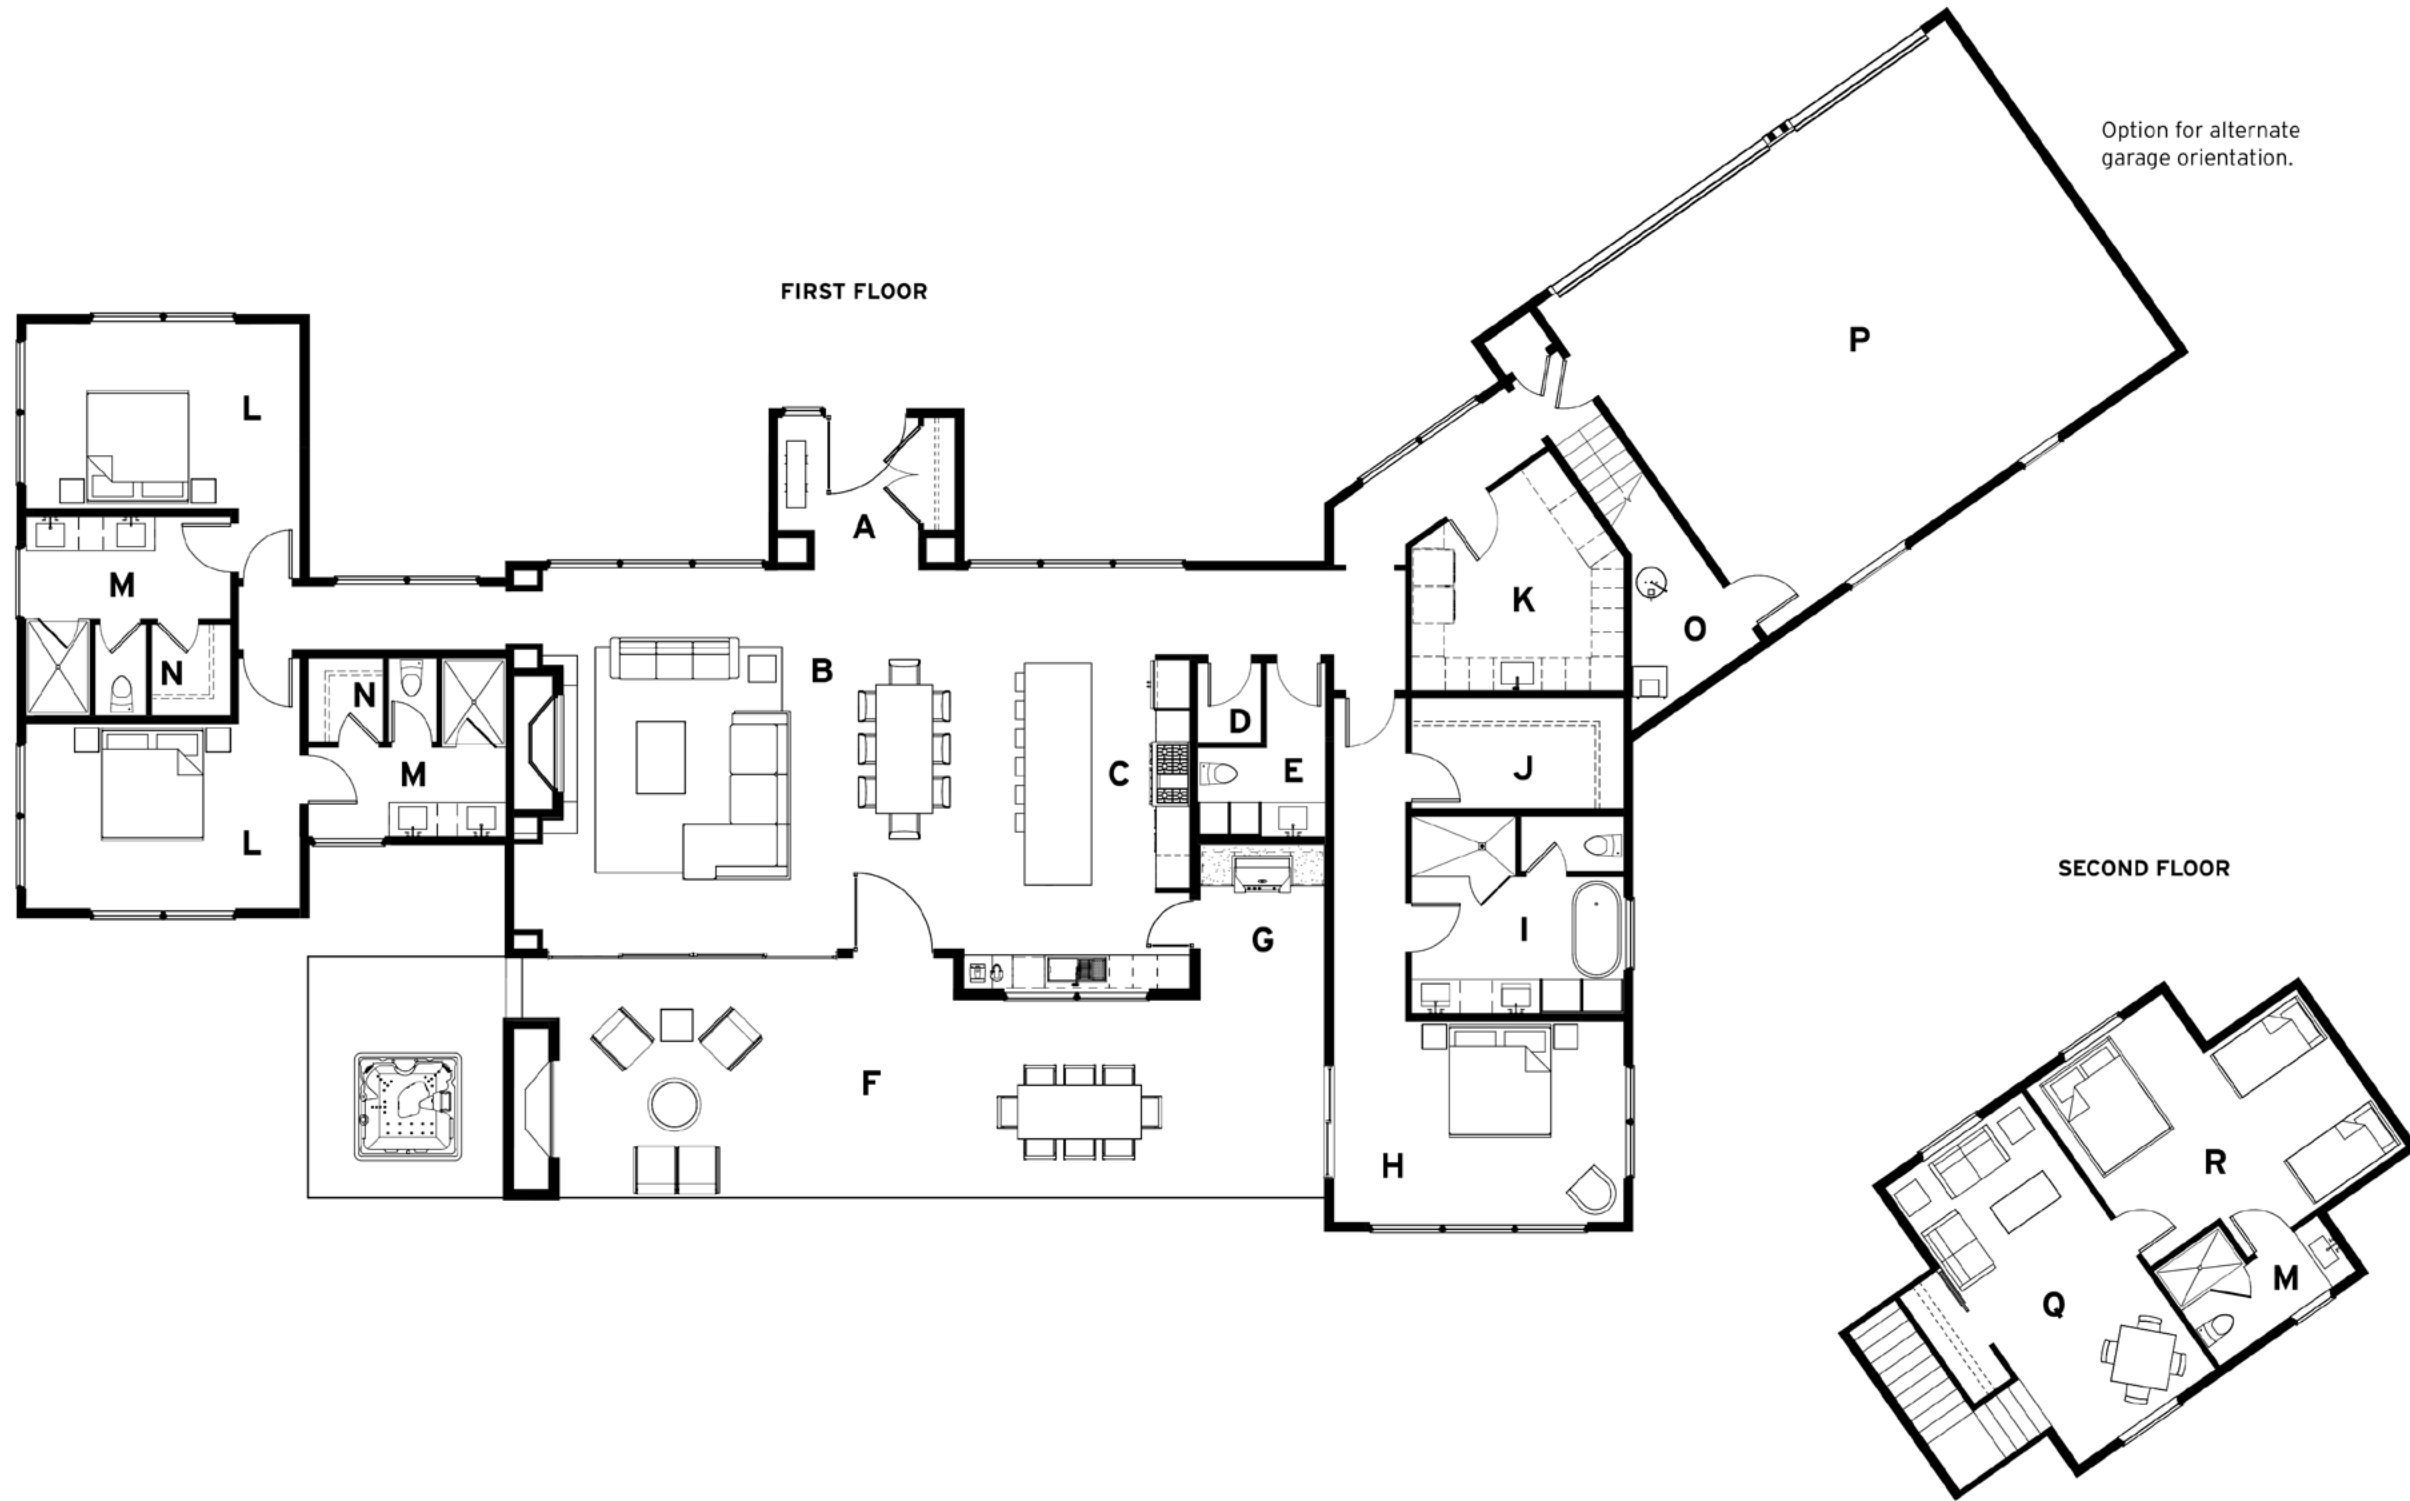 Option for alternate
garage orientation.
FIRST FLOOR
P
L
A
M
K
O
B
N
N
D
J
C
E
M
L
G
I
SECOND FLOOR
F
H
R
M
Q